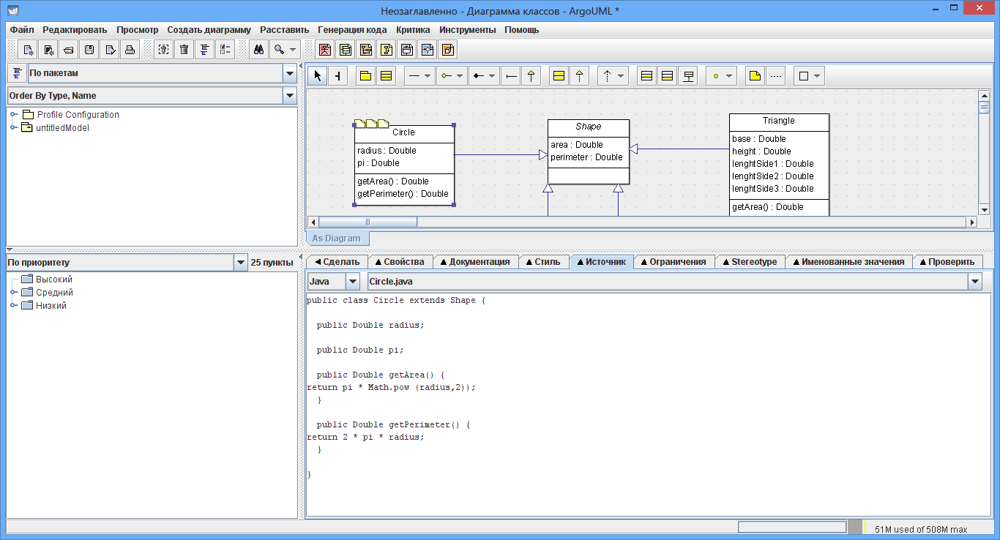 Неозаглавленно - Диаграмма классов - ArgoUML *
Файл Редактировать Просмотр Создать диаграмму Расставить Генерация кода Критика Инструменты Помощь
По пакетам
Order By Type, Name
Profile Configuration
untitledModel
Circle
radius : Double
pi : Double
getArea() : Double
getPerimeter() : Double
Shape
area : Double
perimeter : Double
Triangle
base : Double
height : Double
lenghtSide1 : Double
lenghtSide2 : Double
lenghtSide3 : Double
getArea() : Double
As Diagram
По приоритету 25 пункты
Высокий
Средний
Низкий
Сделать Свойства Документация Стиль Источник Ограничения Stereotype Именованные значения Проверить
Java Circle.java
public class Circle extends Shape {
public Double radius;
public Double pi;
public Double getArea() {
return pi * Math.pow (radius,2));
}
public Double getPerimeter() {
return 2 * pi * radius;
}
}
51M used of 508M max